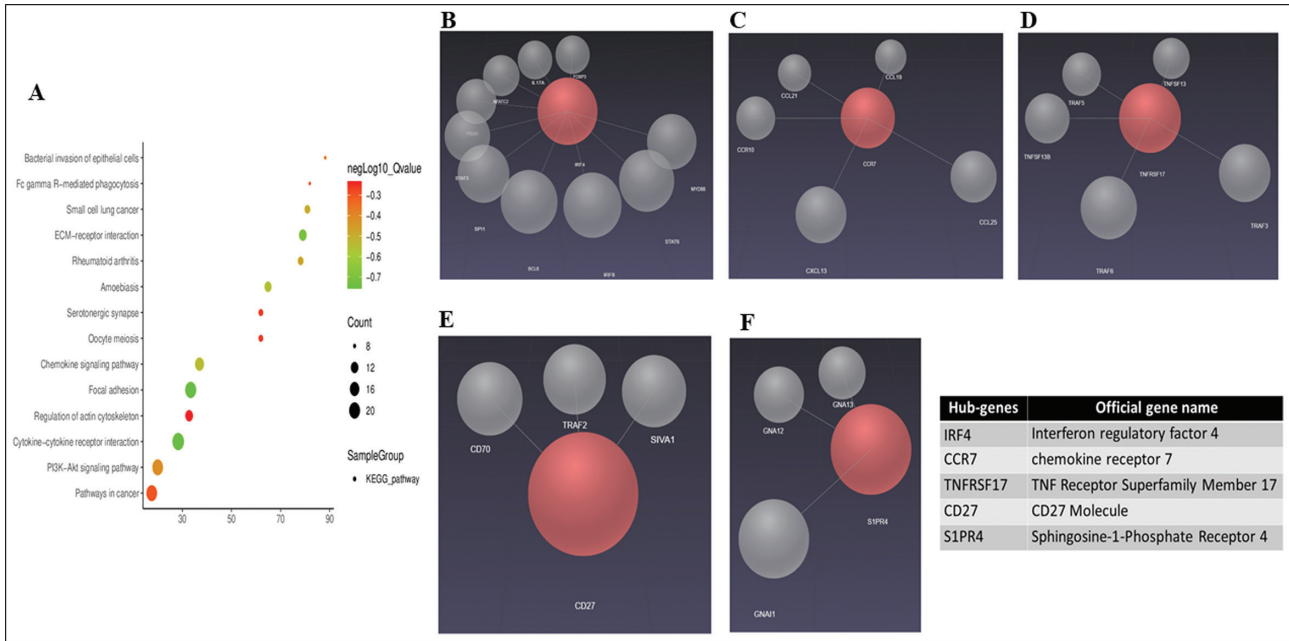 A
Bacterial invasion of epithelial cells
Fc gamma R-mediated phagocytosis
Small cell lung cancer
ECM-receptor interaction
Rheumatoid arthritis
Amoebiasis
Serotonergic synapse
Oocyte meiosis
Chemokine signaling pathway
Focal adhesion
Regulation of actin cytoskeleton
Cytokine-cytokine receptor interaction
PI3K-Akt signaling pathway
Pathways in cancer
30 50 70 90
negLog10_Qvalue
-0.3
-0.4
-0.5
-0.6
-0.7
Count
8
12
16
20
SampleGroup
KEGG_pathway
B
IL17A
NFATC2
IRF4
MYD88
SPI1
STAT6
BCL6
IRF8
C
CCL19
CCL21
CCR10
CCR7
CCL25
CXCL13
D
TNFSF13
TRAF5
TNFSF13B
TNFRSF17
TRAF3
TRAF6
E
CD70
TRAF2
SIVA1
CD27
F
GNA13
GNA12
S1PR4
GNAI1
Hub-genes Official gene name
IRF4 Interferon regulatory factor 4
CCR7 chemokine receptor 7
TNFRSF17 TNF Receptor Superfamily Member 17
CD27 CD27 Molecule
S1PR4 Sphingosine-1-Phosphate Receptor 4